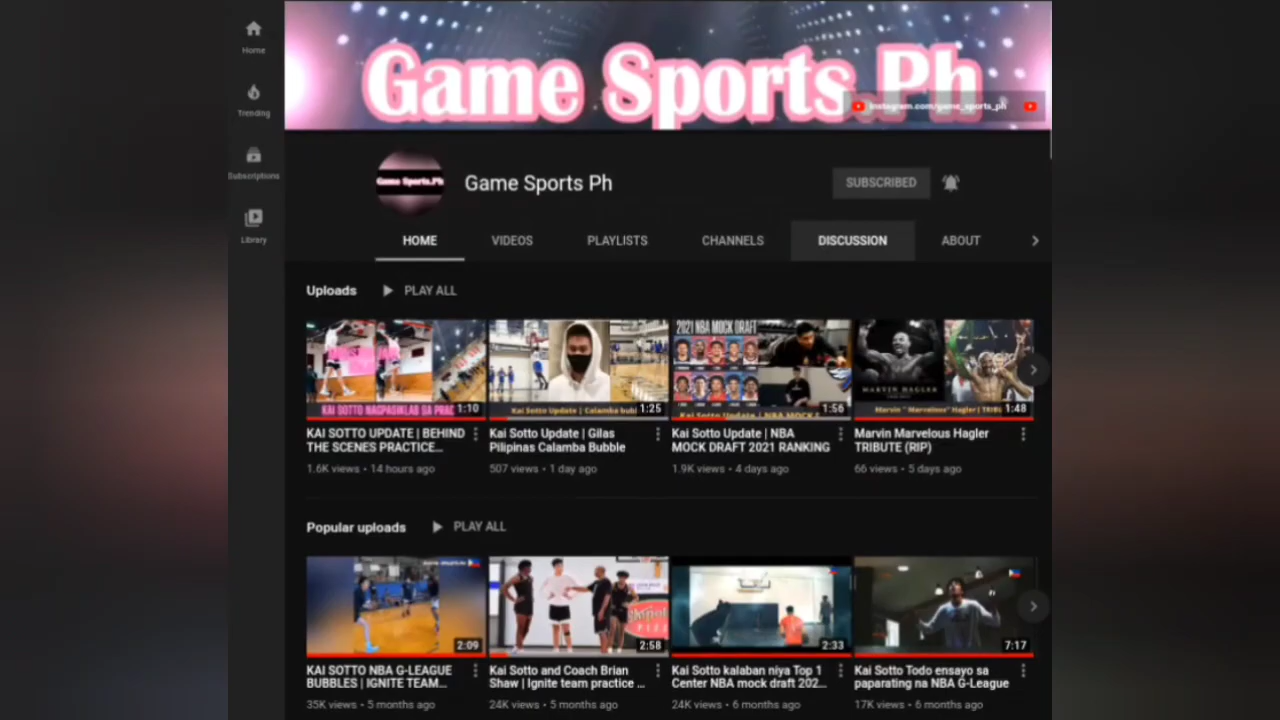 Game Sports Ph
instagram.com/game_sports_ph
Home
Trending
Subscriptions
Library
Game Sports.Ph
Game Sports Ph
SUBSCRIBED
HOME
VIDEOS
PLAYLISTS
CHANNELS
DISCUSSION
ABOUT
Uploads
PLAY ALL
KAI SOTTO NAGPASIKLAB SA PRAC
1:10
Kai Sotto Update | Calamba bubl
1:25
2021 NBA MOCK DRAFT
Kai Sotto Update | NBA MOCK
1:56
MARVIN HAGLER
Marvin " Marvelous" Hagler | TRIBU
1:48
KAI SOTTO UPDATE | BEHIND
THE SCENES PRACTICE...
1.6K views • 14 hours ago
Kai Sotto Update | Gilas
Pilipinas Calamba Bubble
507 views • 1 day ago
Kai Sotto Update | NBA
MOCK DRAFT 2021 RANKING
1.9K views • 4 days ago
Marvin Marvelous Hagler
TRIBUTE (RIP)
66 views • 5 days ago
Popular uploads
PLAY ALL
2:09
2:58
2:33
7:17
KAI SOTTO NBA G-LEAGUE
BUBBLES | IGNITE TEAM...
35K views • 5 months ago
Kai Sotto and Coach Brian
Shaw | Ignite team practice ...
24K views • 5 months ago
Kai Sotto kalaban niya Top 1
Center NBA mock draft 202...
24K views • 6 months ago
Kai Sotto Todo ensayo sa
paparating na NBA G-League
17K views • 6 months ago